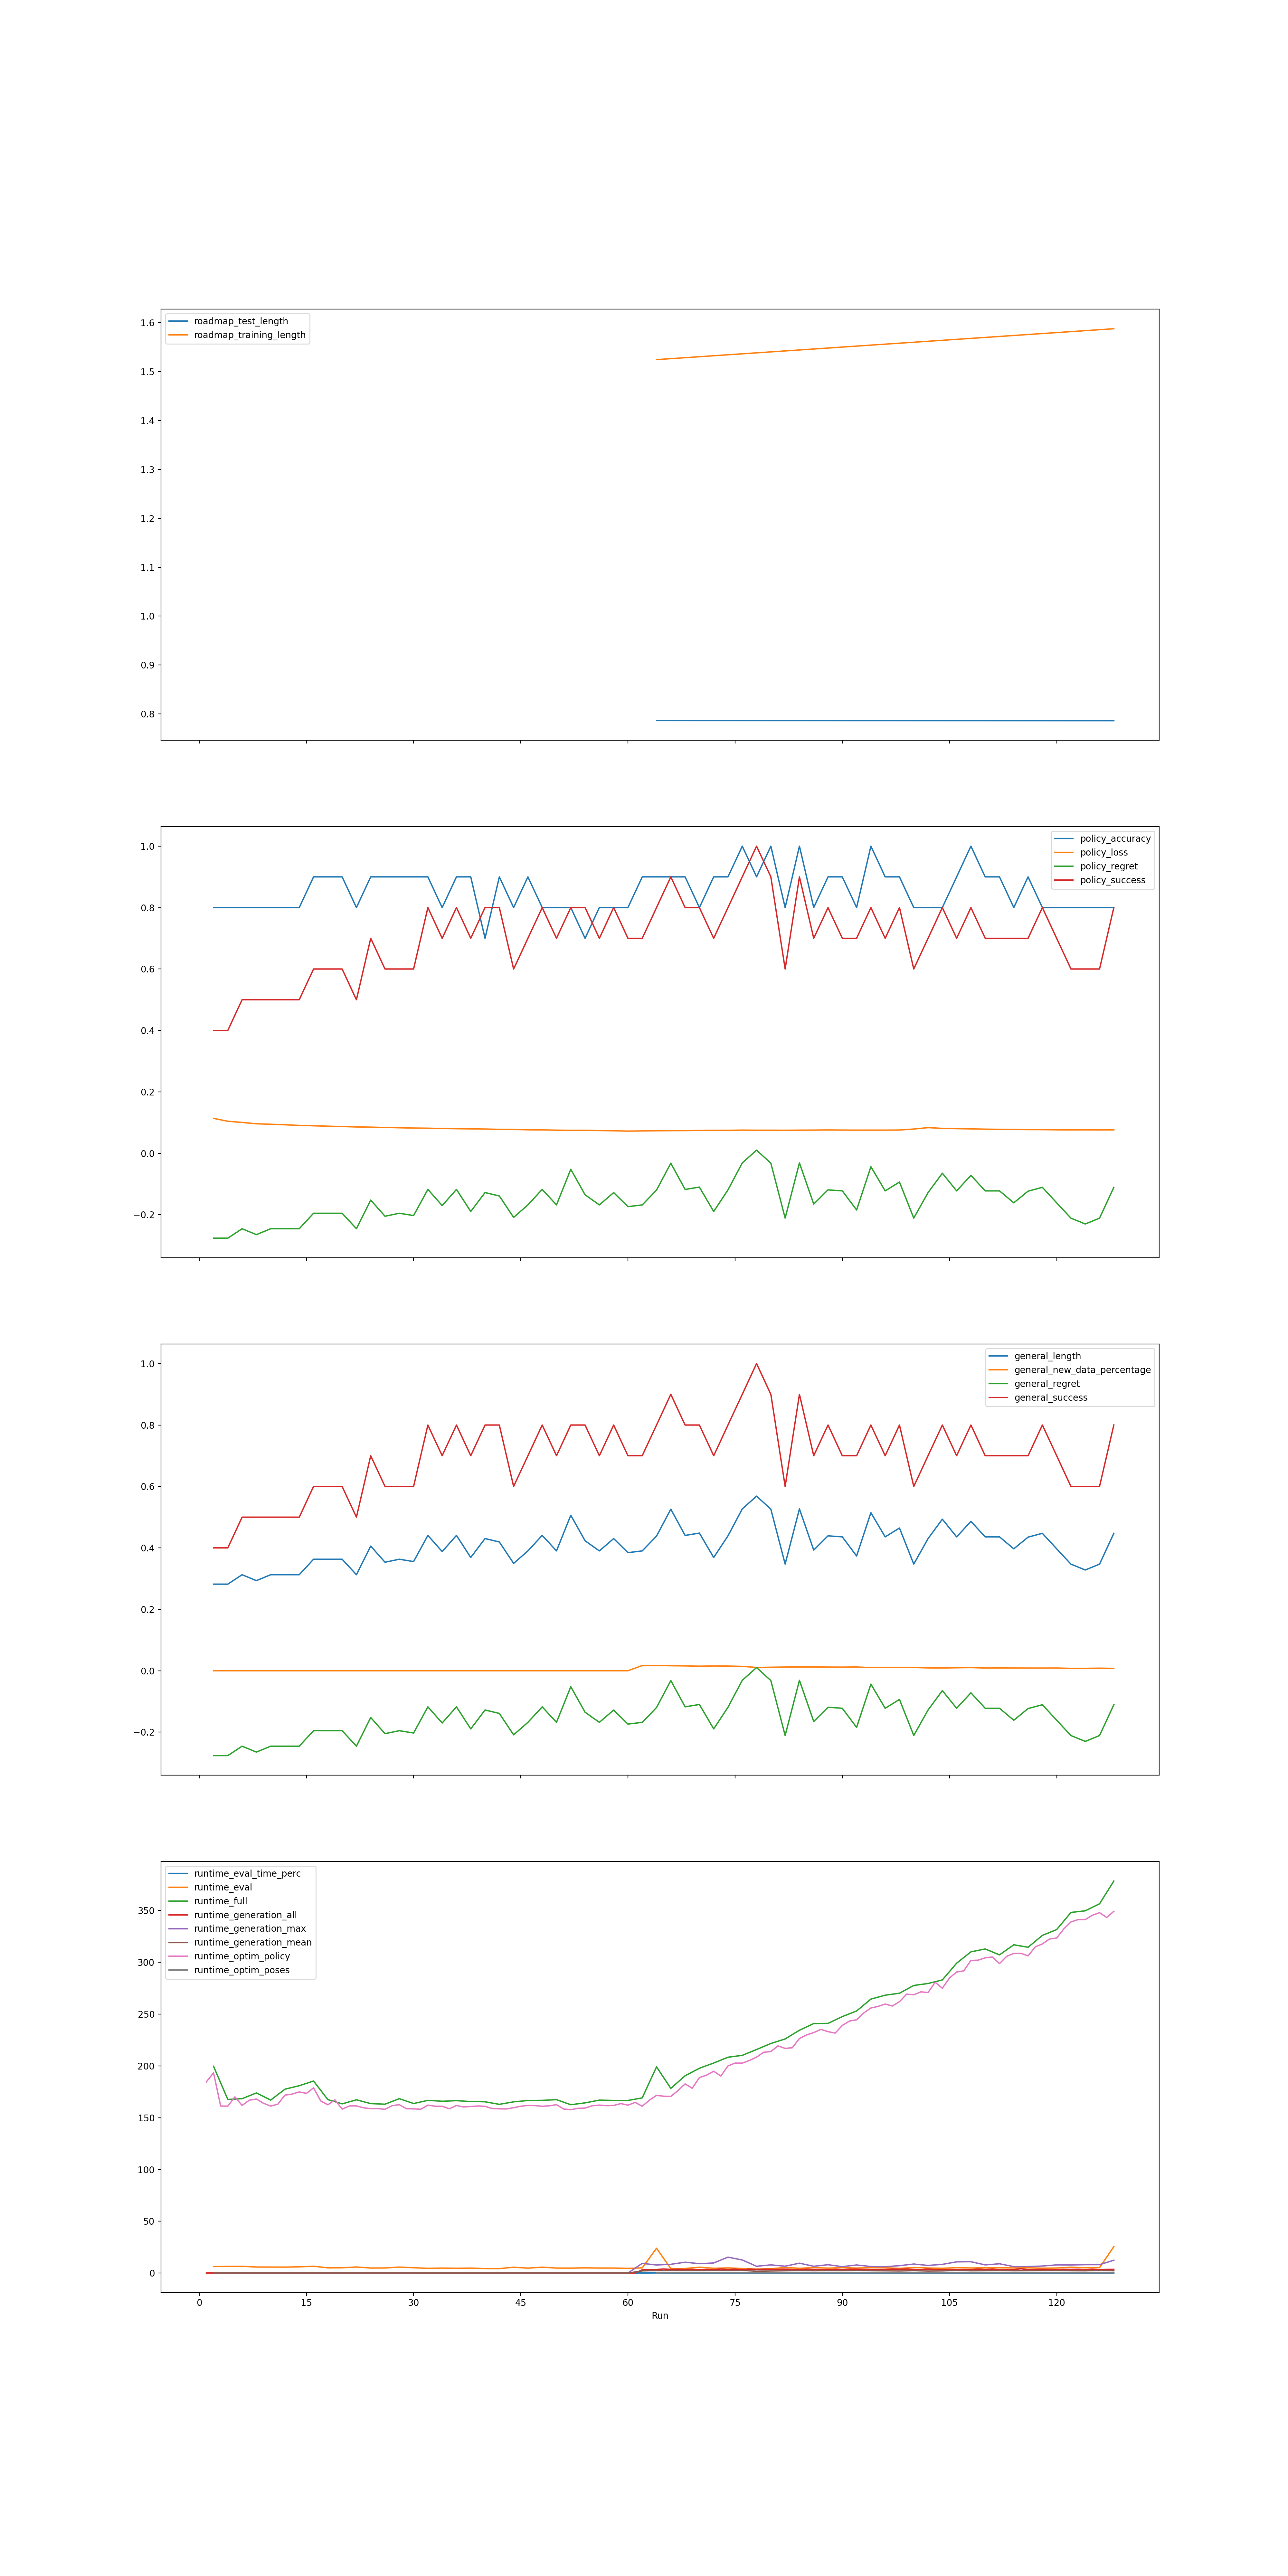 roadmap_test_length
roadmap_training_length
1.6
1.5
1.4
1.3
1.2
1.1
1.0
0.9
0.8
policy_accuracy
policy_loss
policy_regret
policy_success
1.0
0.8
0.6
0.4
0.2
0.0
−0.2
general_length
general_new_data_percentage
general_regret
general_success
1.0
0.8
0.6
0.4
0.2
0.0
−0.2
runtime_eval_time_perc
runtime_eval
runtime_full
runtime_generation_all
runtime_generation_max
runtime_generation_mean
runtime_optim_policy
runtime_optim_poses
350
300
250
200
150
100
50
0
0 15 30 45 60 75 90 105 120
Run